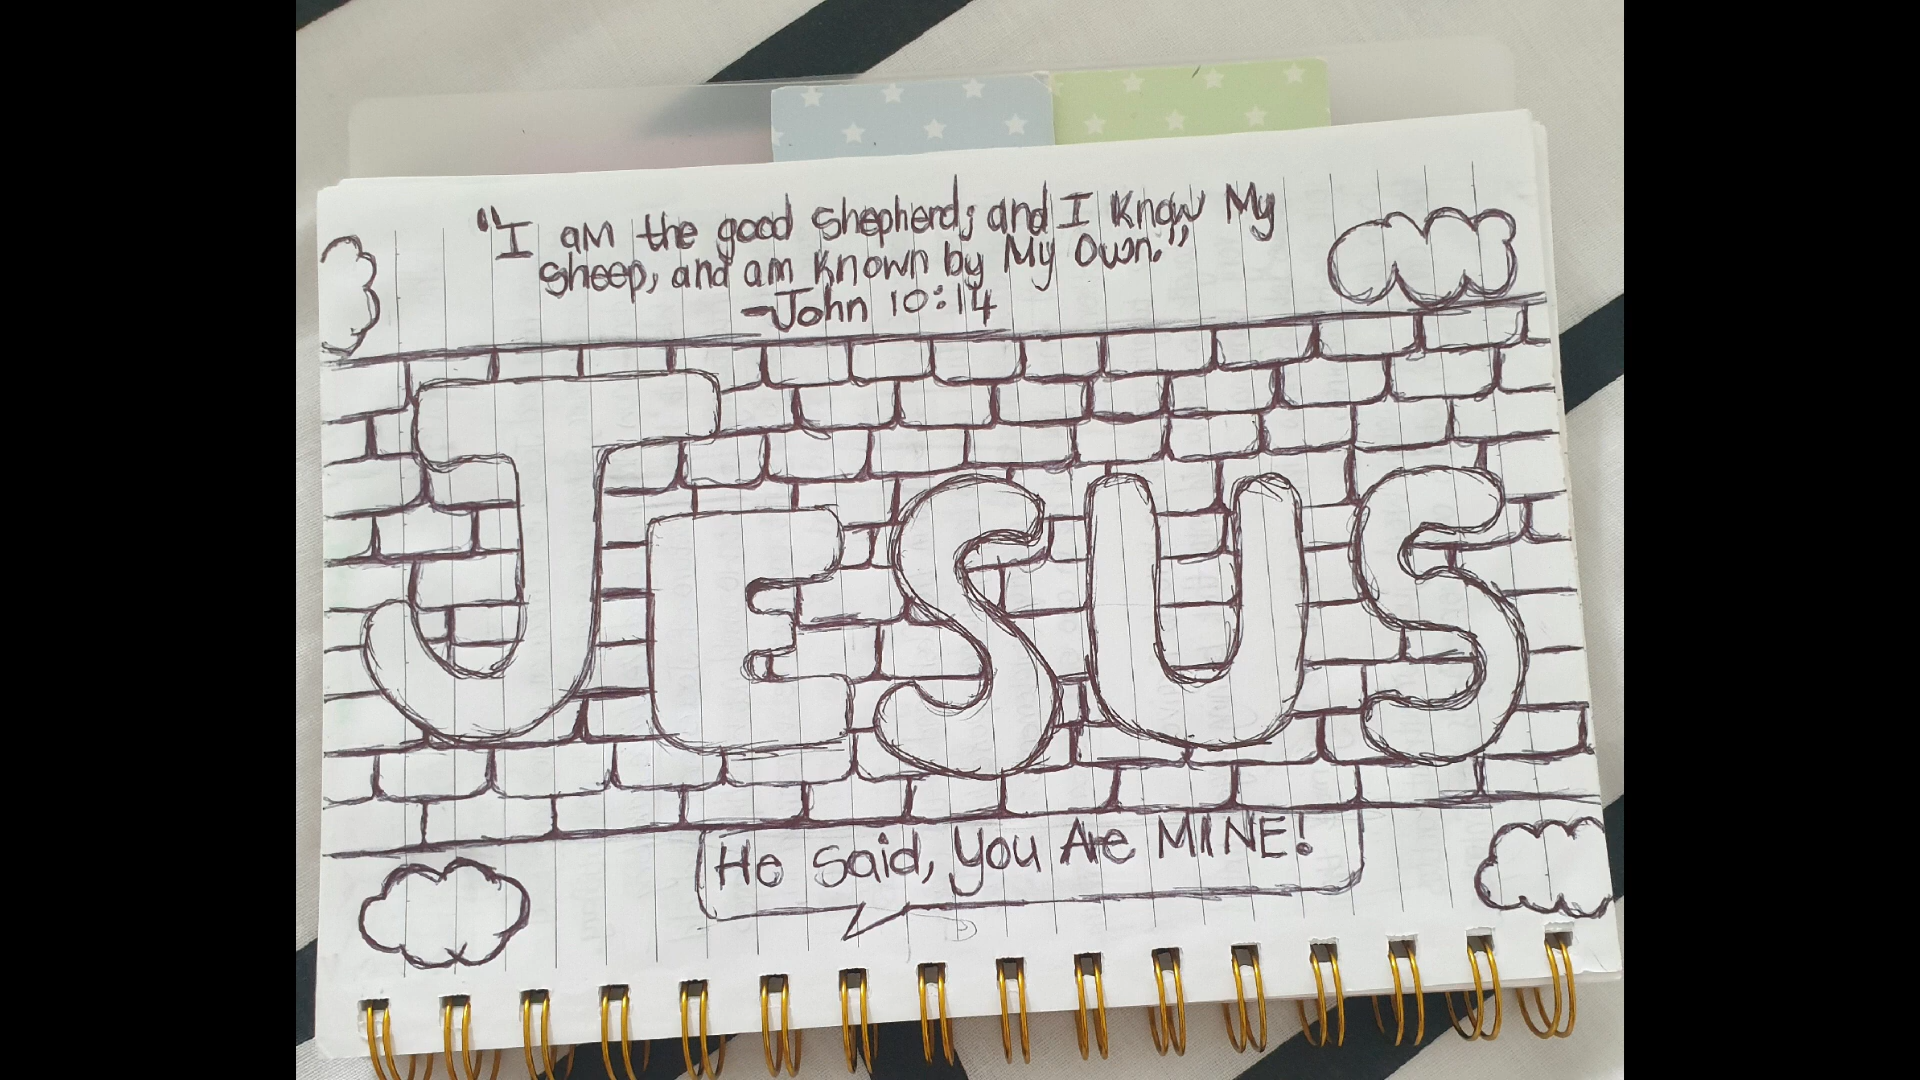 "I am the good shepherd; and I know My
sheep, and am known by My own."
-John 10:14
JESUS
He Said, You Are MINE!